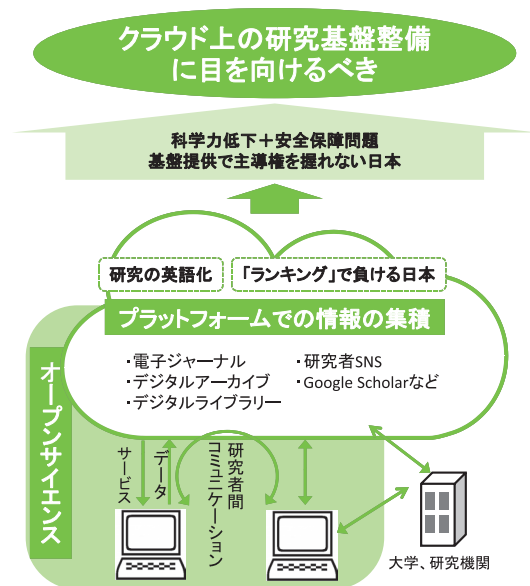 クラウド上の研究基盤整備
に目を向けるべき
科学力低下＋安全保障問題
基盤提供で主導権を握れない日本
研究の英語化
「ランキング」で負ける日本
プラットフォームでの情報の集積
・電子ジャーナル
・デジタルアーカイブ
・デジタルライブラリー
・研究者SNS
・Google Scholarなど
オープンサイエンス
サービス
データ
研究者間
コミュニケーション
大学、研究機関